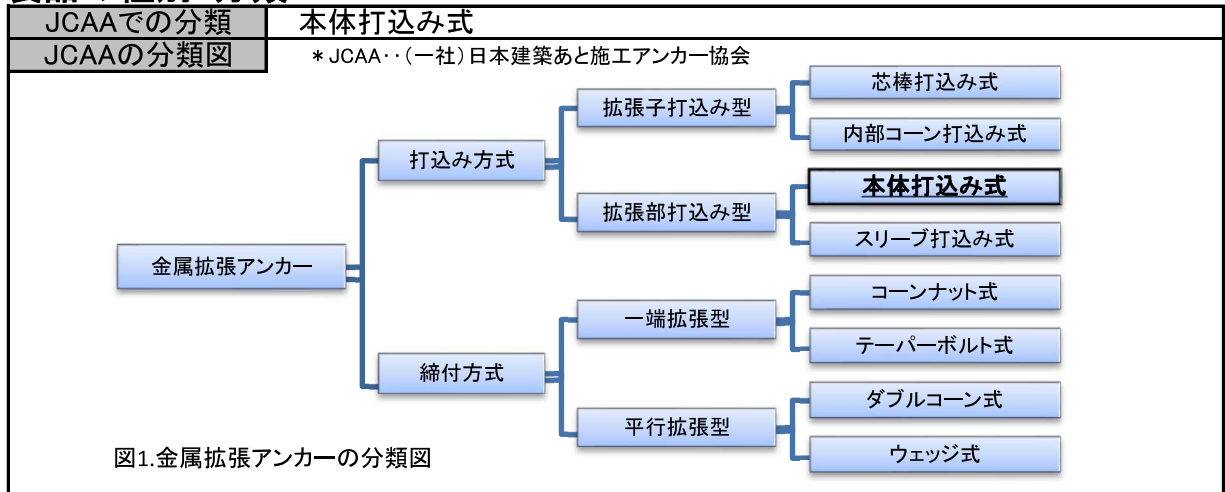 JCAAでの分類 本体打込み式
JCAAの分類図 *JCAA‥(一社)日本建築あと施工アンカー協会
芯棒打込み式
拡張子打込み型
内部コーン打込み式
打込み方式
本体打込み式
拡張部打込み型
スリーブ打込み式
金属拡張アンカー
コーンナット式
一端拡張型
テーパーボルト式
締付方式
ダブルコーン式
平行拡張型
ウェッジ式
図1.金属拡張アンカーの分類図